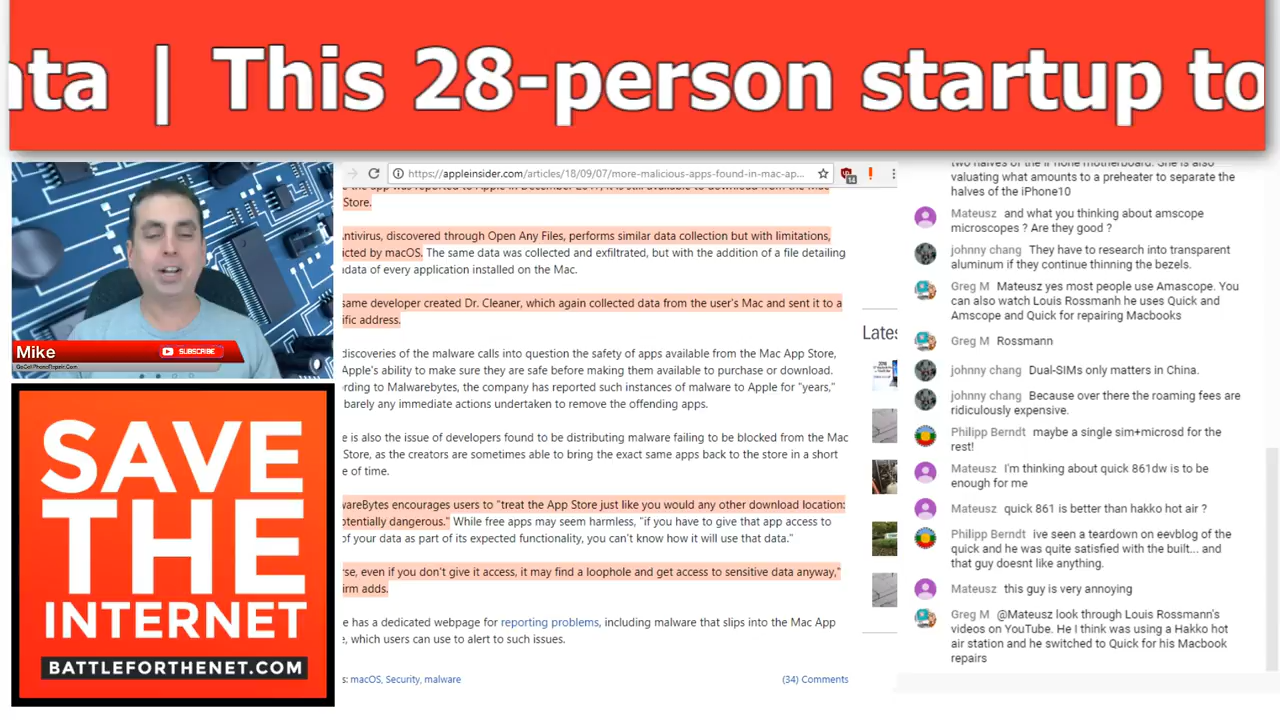 ata | This 28-person startup to
Mike
SUBSCRIBE
GoCellPhoneRepair.Com
SAVE
THE
INTERNET
BATTLEFORTHENET.COM
https://appleinsider.com/articles/18/09/07/more-malicious-apps-found-in-mac-ap...
14
Store.
ntivirus, discovered through Open Any Files, performs similar data collection but with limitations,
cted by macOS. The same data was collected and exfiltrated, but with the addition of a file detailing
data of every application installed on the Mac.
same developer created Dr. Cleaner, which again collected data from the user's Mac and sent it to a
ific address.
discoveries of the malware calls into question the safety of apps available from the Mac App Store,
Apple's ability to make sure they are safe before making them available to purchase or download.
rding to Malwarebytes, the company has reported such instances of malware to Apple for "years,"
barely any immediate actions undertaken to remove the offending apps.
e is also the issue of developers found to be distributing malware failing to be blocked from the Mac
Store, as the creators are sometimes able to bring the exact same apps back to the store in a short
e of time.
wareBytes encourages users to "treat the App Store just like you would any other download location:
otentially dangerous." While free apps may seem harmless, "if you have to give that app access to
of your data as part of its expected functionality, you can't know how it will use that data."
rse, even if you don't give it access, it may find a loophole and get access to sensitive data anyway,"
irm adds.
e has a dedicated webpage for reporting problems, including malware that slips into the Mac App
e, which users can use to alert to such issues.
s: macOS, Security, malware
(34) Comments
Lates
two halves of the iPhone motherboard. She is also
valuating what amounts to a preheater to separate the
halves of the iPhone10
Mateusz and what you thinking about amscope
microscopes ? Are they good ?
johnny chang They have to research into transparent
aluminum if they continue thinning the bezels.
Greg M Mateusz yes most people use Amascope. You
can also watch Louis Rossmanh he uses Quick and
Amscope and Quick for repairing Macbooks
Greg M Rossmann
johnny chang Dual-SIMs only matters in China.
johnny chang Because over there the roaming fees are
ridiculously expensive.
Philipp Berndt maybe a single sim+microsd for the
rest!
Mateusz I'm thinking about quick 861dw is to be
enough for me
Mateusz quick 861 is better than hakko hot air ?
Philipp Berndt ive seen a teardown on eevblog of the
quick and he was quite satisfied with the built... and
that guy doesnt like anything.
Mateusz this guy is very annoying
Greg M @Mateusz look through Louis Rossmann's
videos on YouTube. He I think was using a Hakko hot
air station and he switched to Quick for his Macbook
repairs